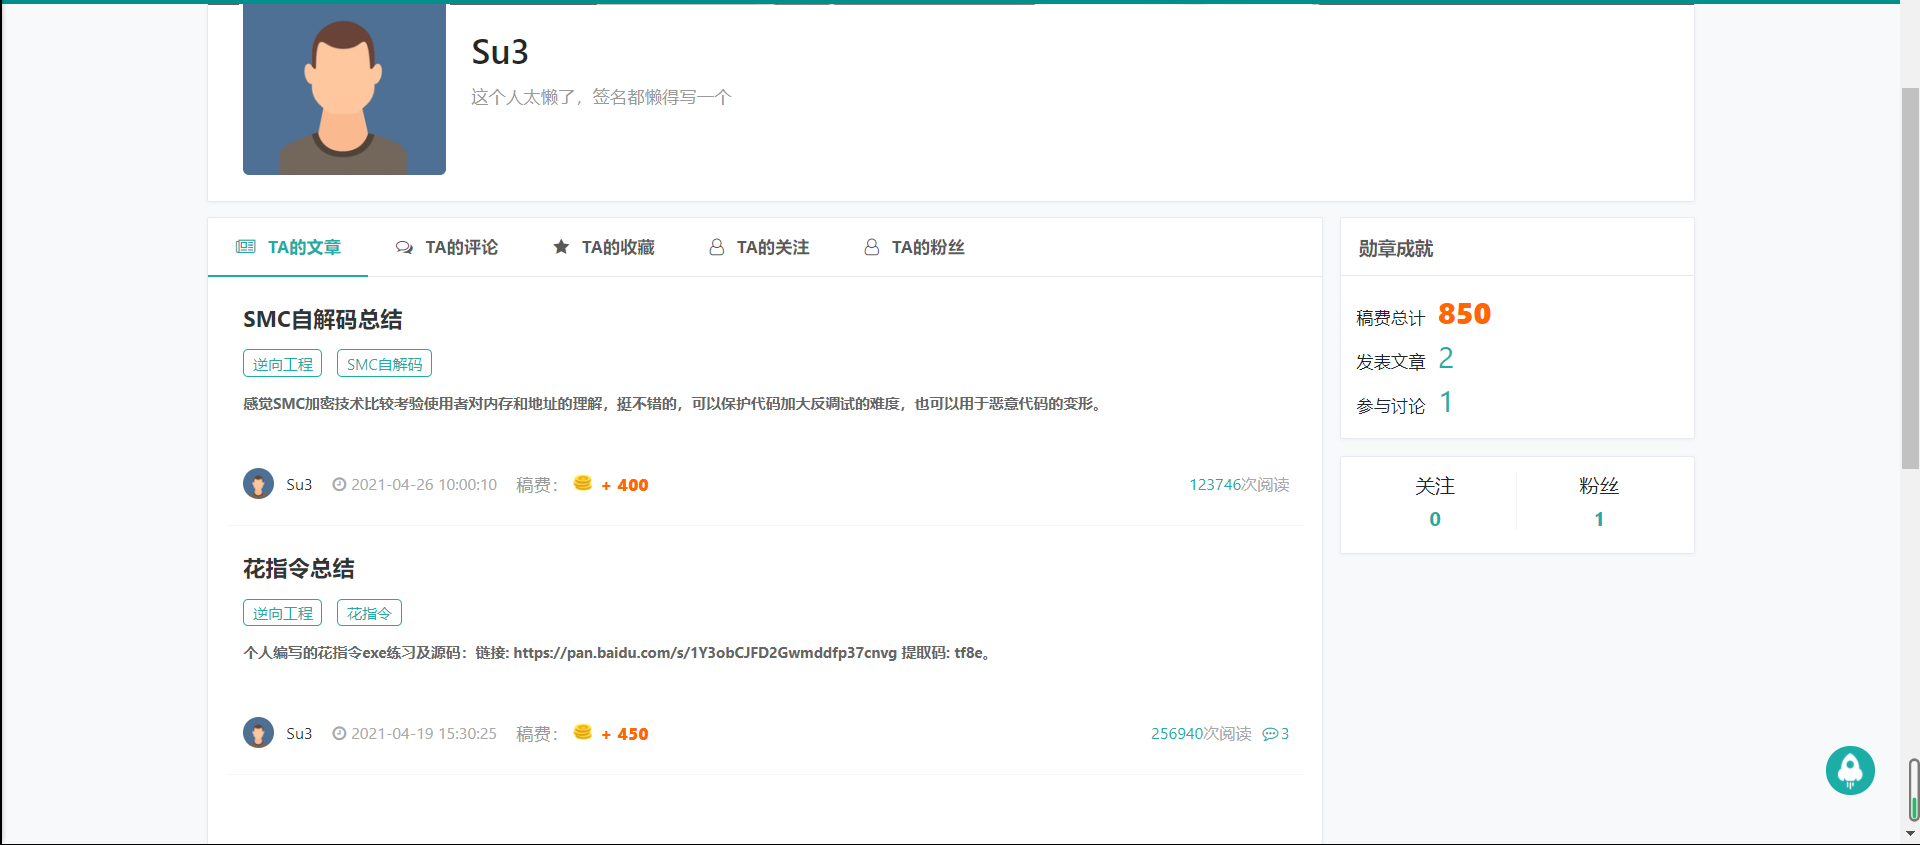 Su3
这个人太懒了，签名都懒得写一个
TA的文章 TA的评论 TA的收藏 TA的关注 TA的粉丝
SMC自解码总结
逆向工程 SMC自解码
感觉SMC加密技术比较考验使用者对内存和地址的理解，挺不错的，可以保护代码加大反调试的难度，也可以用于恶意代码的变形。
Su3 2021-04-26 10:00:10 稿费： + 400 123746次阅读
花指令总结
逆向工程 花指令
个人编写的花指令exe练习及源码：链接: https://pan.baidu.com/s/1Y3obCJFD2Gwmddfp37cnvg 提取码: tf8e。
Su3 2021-04-19 15:30:25 稿费： + 450 256940次阅读 3
勋章成就
稿费总计 850
发表文章 2
参与讨论 1
关注 粉丝
0 1